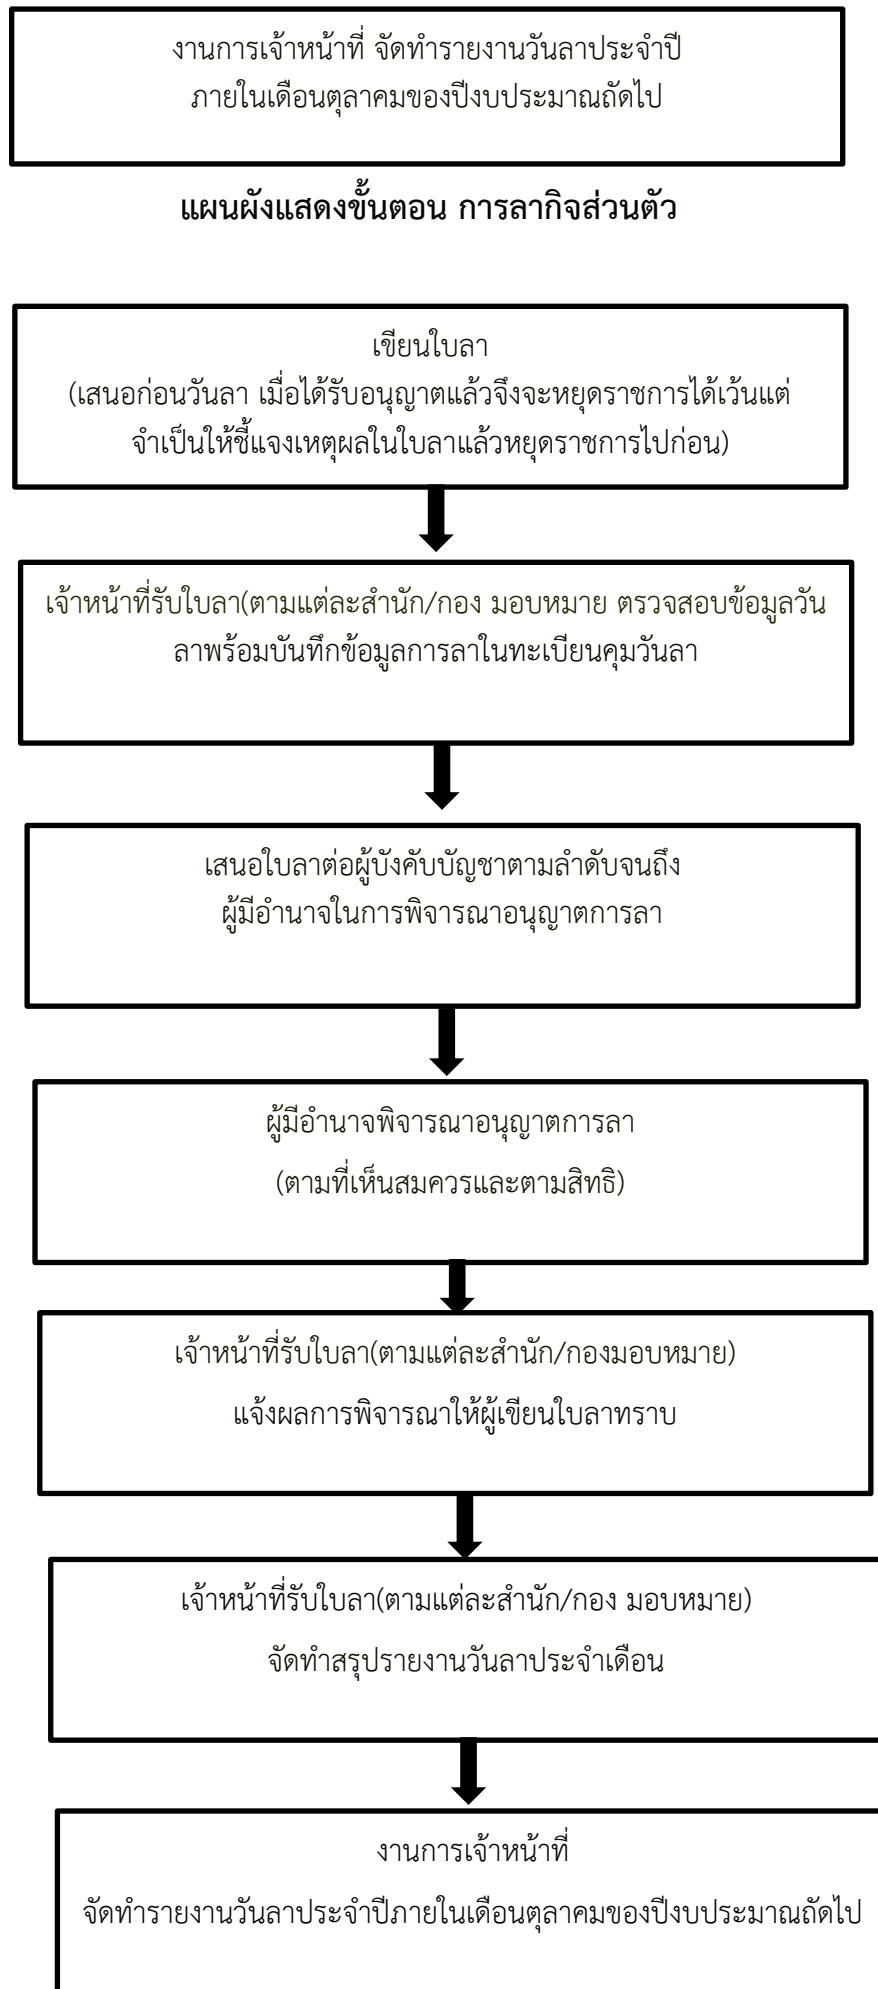 งานการเจ้าหน้าที่ จัดทำรายงานวันลาประจำปี
ภายในเดือนตุลาคมของปีงบประมาณถัดไป
แผนผังแสดงขั้นตอน การลากิจส่วนตัว
เขียนใบลา
(เสนอก่อนวันลา เมื่อได้รับอนุญาตแล้วจึงจะหยุดราชการได้เว้นแต่
จำเป็นให้ชี้แจงเหตุผลในใบลาแล้วหยุดราชการไปก่อน)
เจ้าหน้าที่รับใบลา(ตามแต่ละสำนัก/กอง มอบหมาย ตรวจสอบข้อมูลวัน
ลาพร้อมบันทึกข้อมูลการลาในทะเบียนคุมวันลา
เสนอใบลาต่อผู้บังคับบัญชาตามลำดับจนถึง
ผู้มีอำนาจในการพิจารณาอนุญาตการลา
ผู้มีอำนาจพิจารณาอนุญาตการลา
(ตามที่เห็นสมควรและตามสิทธิ)
เจ้าหน้าที่รับใบลา(ตามแต่ละสำนัก/กองมอบหมาย)
แจ้งผลการพิจารณาให้ผู้เขียนใบลาทราบ
เจ้าหน้าที่รับใบลา(ตามแต่ละสำนัก/กอง มอบหมาย)
จัดทำสรุปรายงานวันลาประจำเดือน
งานการเจ้าหน้าที่
จัดทำรายงานวันลาประจำปีภายในเดือนตุลาคมของปีงบประมาณถัดไป